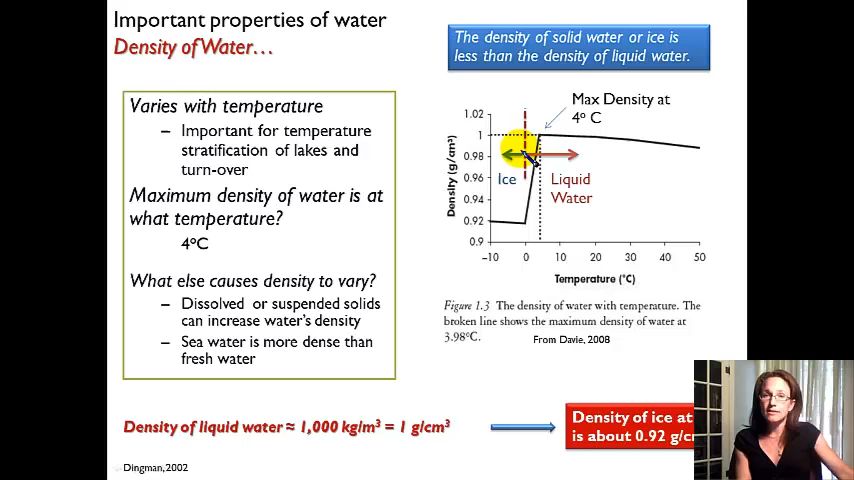 Important properties of water
Density of Water…
The density of solid water or ice is
less than the density of liquid water.
Varies with temperature
– Important for temperature
stratification of lakes and
turn-over
Maximum density of water is at
what temperature?
4°C
What else causes density to vary?
– Dissolved or suspended solids
can increase water's density
– Sea water is more dense than
fresh water
Max Density at
4° C
Density (g/cm³)
1.02
1
0.98
0.96
0.94
0.92
0.9
Ice
Liquid
Water
-10 0 10 20 30 40 50
Temperature (°C)
Figure 1.3 The density of water with temperature. The
broken line shows the maximum density of water at
3.98°C.
From Davie, 2008
Density of liquid water ≈ 1,000 kg/m³ = 1 g/cm³
Density of ice at
is about 0.92 g/c
Dingman, 2002